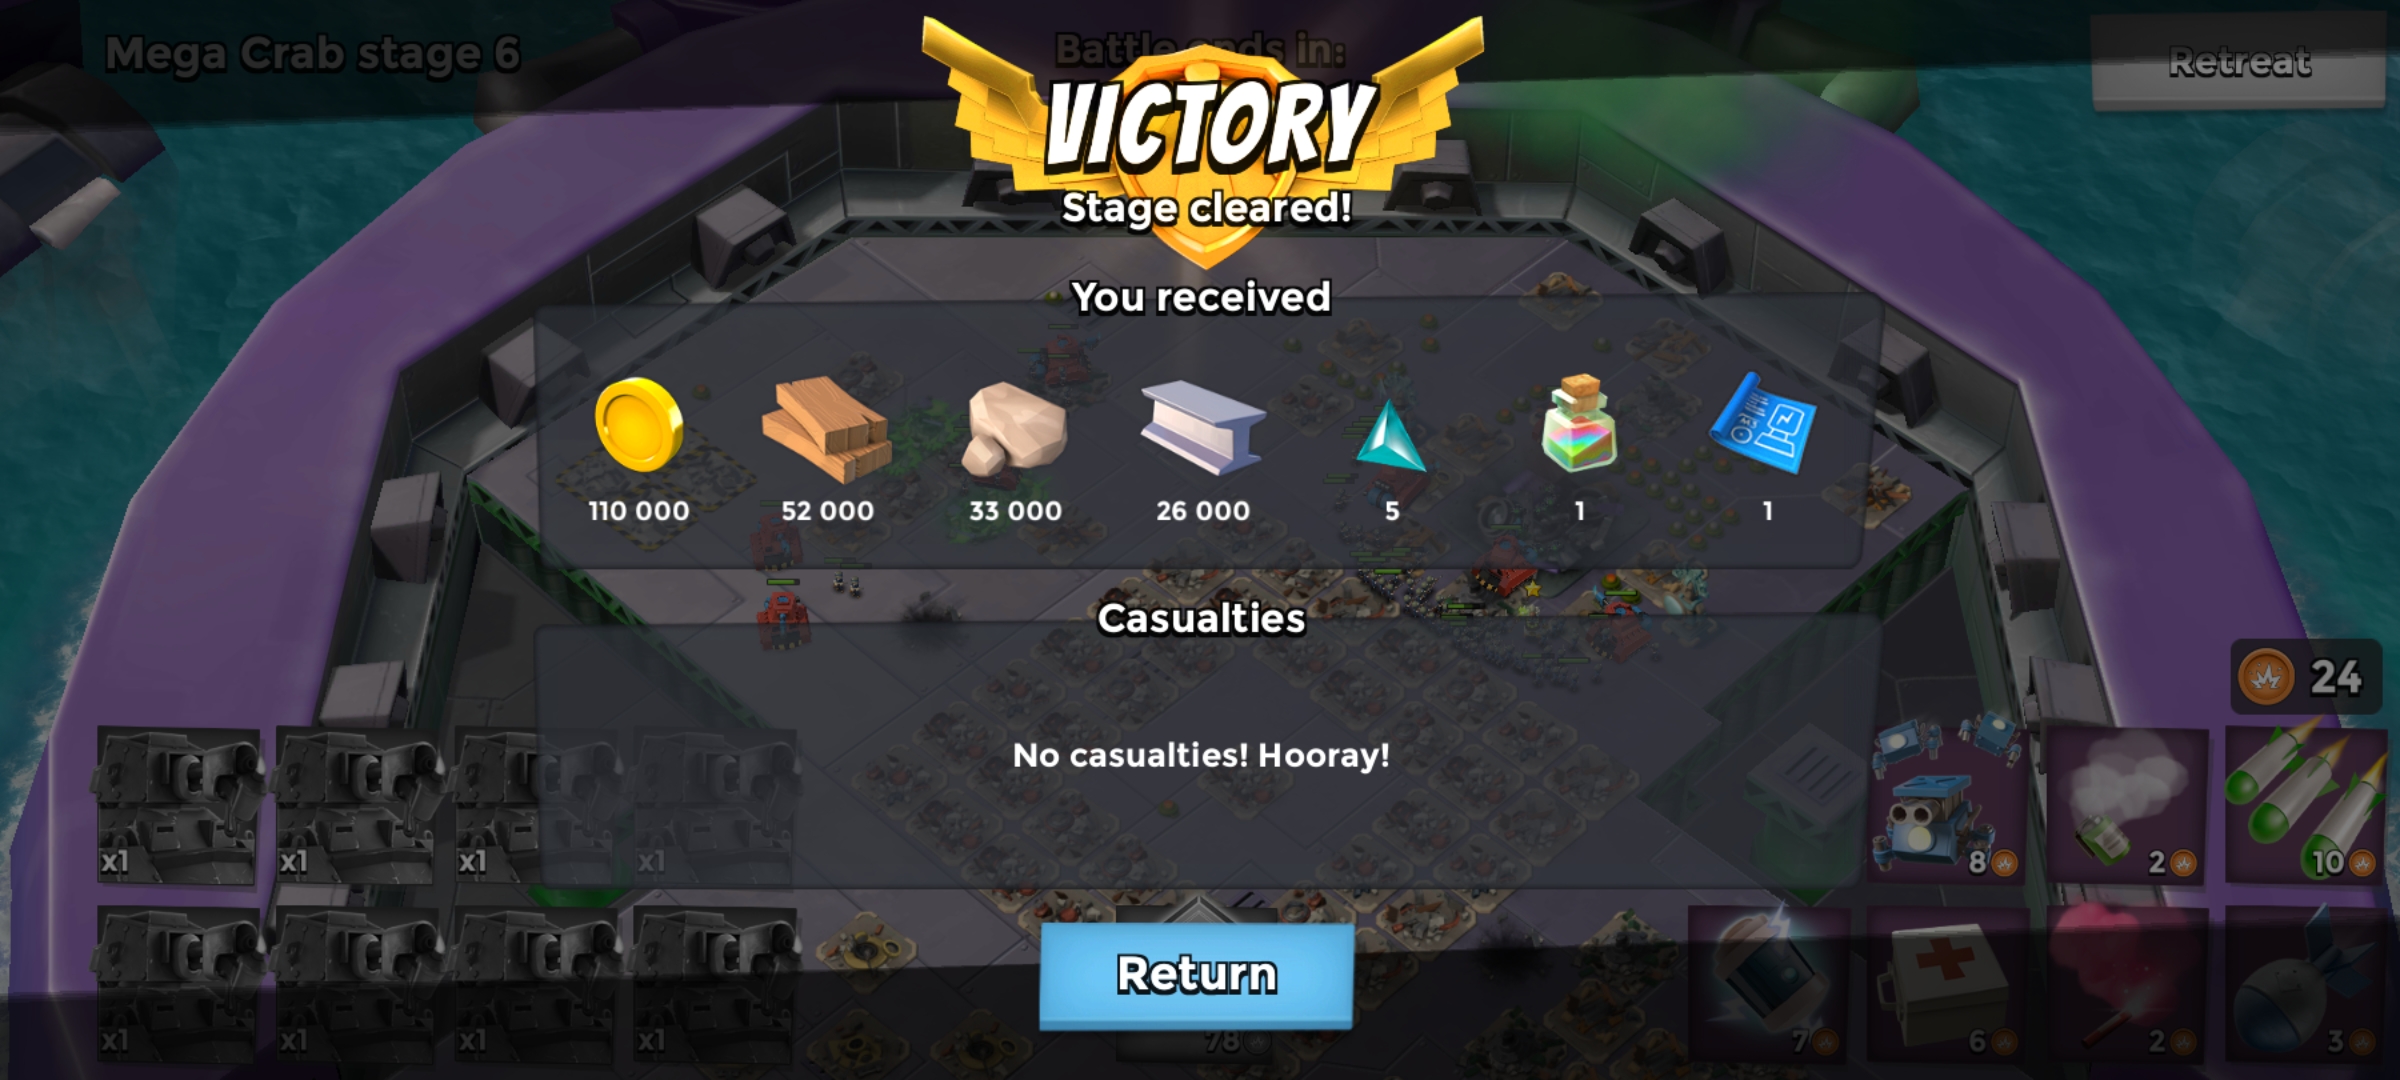 Mega Crab stage 6
Battle ends in:
Retreat
VICTORY
Stage cleared!
You received
110 000
52 000
33 000
26 000
5
1
1
Casualties
No casualties! Hooray!
24
x1
x1
x1
x1
8
2
10
Return
x1
x1
x1
x1
78
7
6
2
3